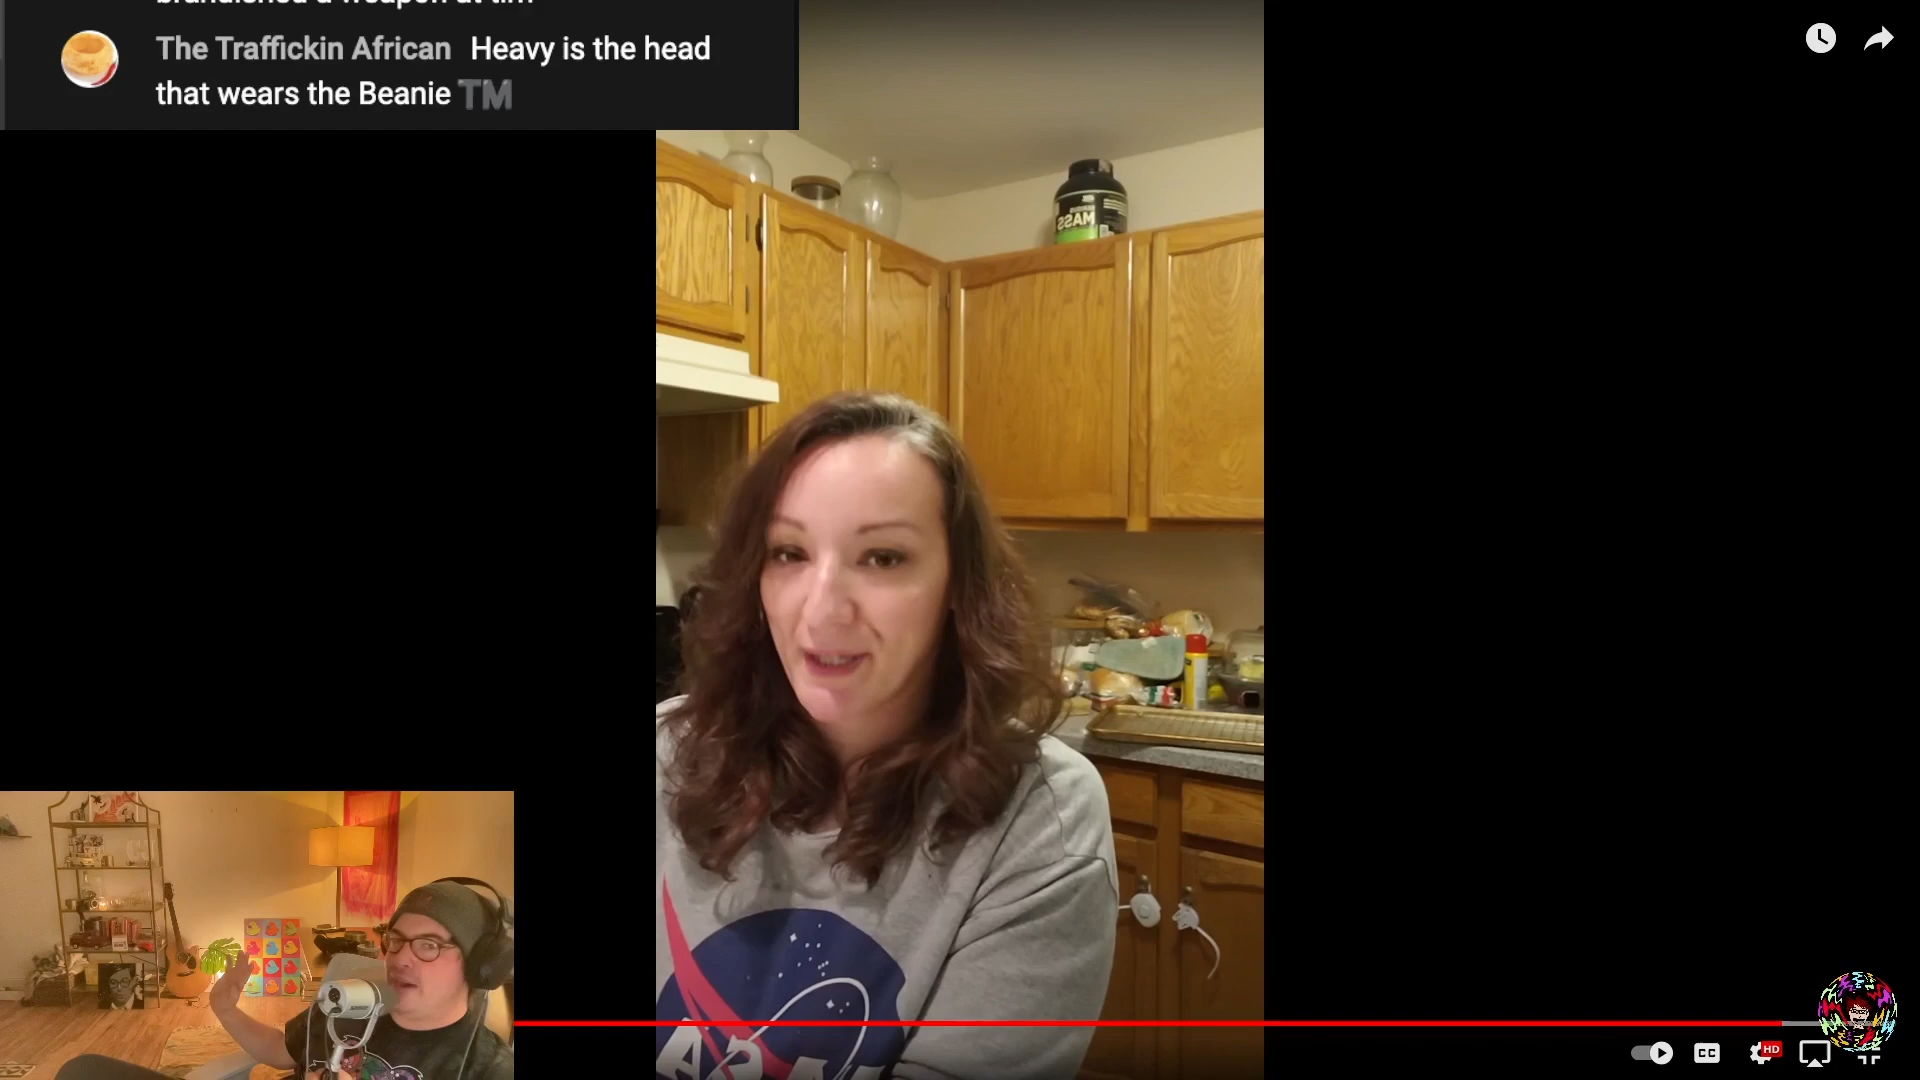 The Traffickin African Heavy is the head
that wears the Beanie TM
MASS
CC
HD